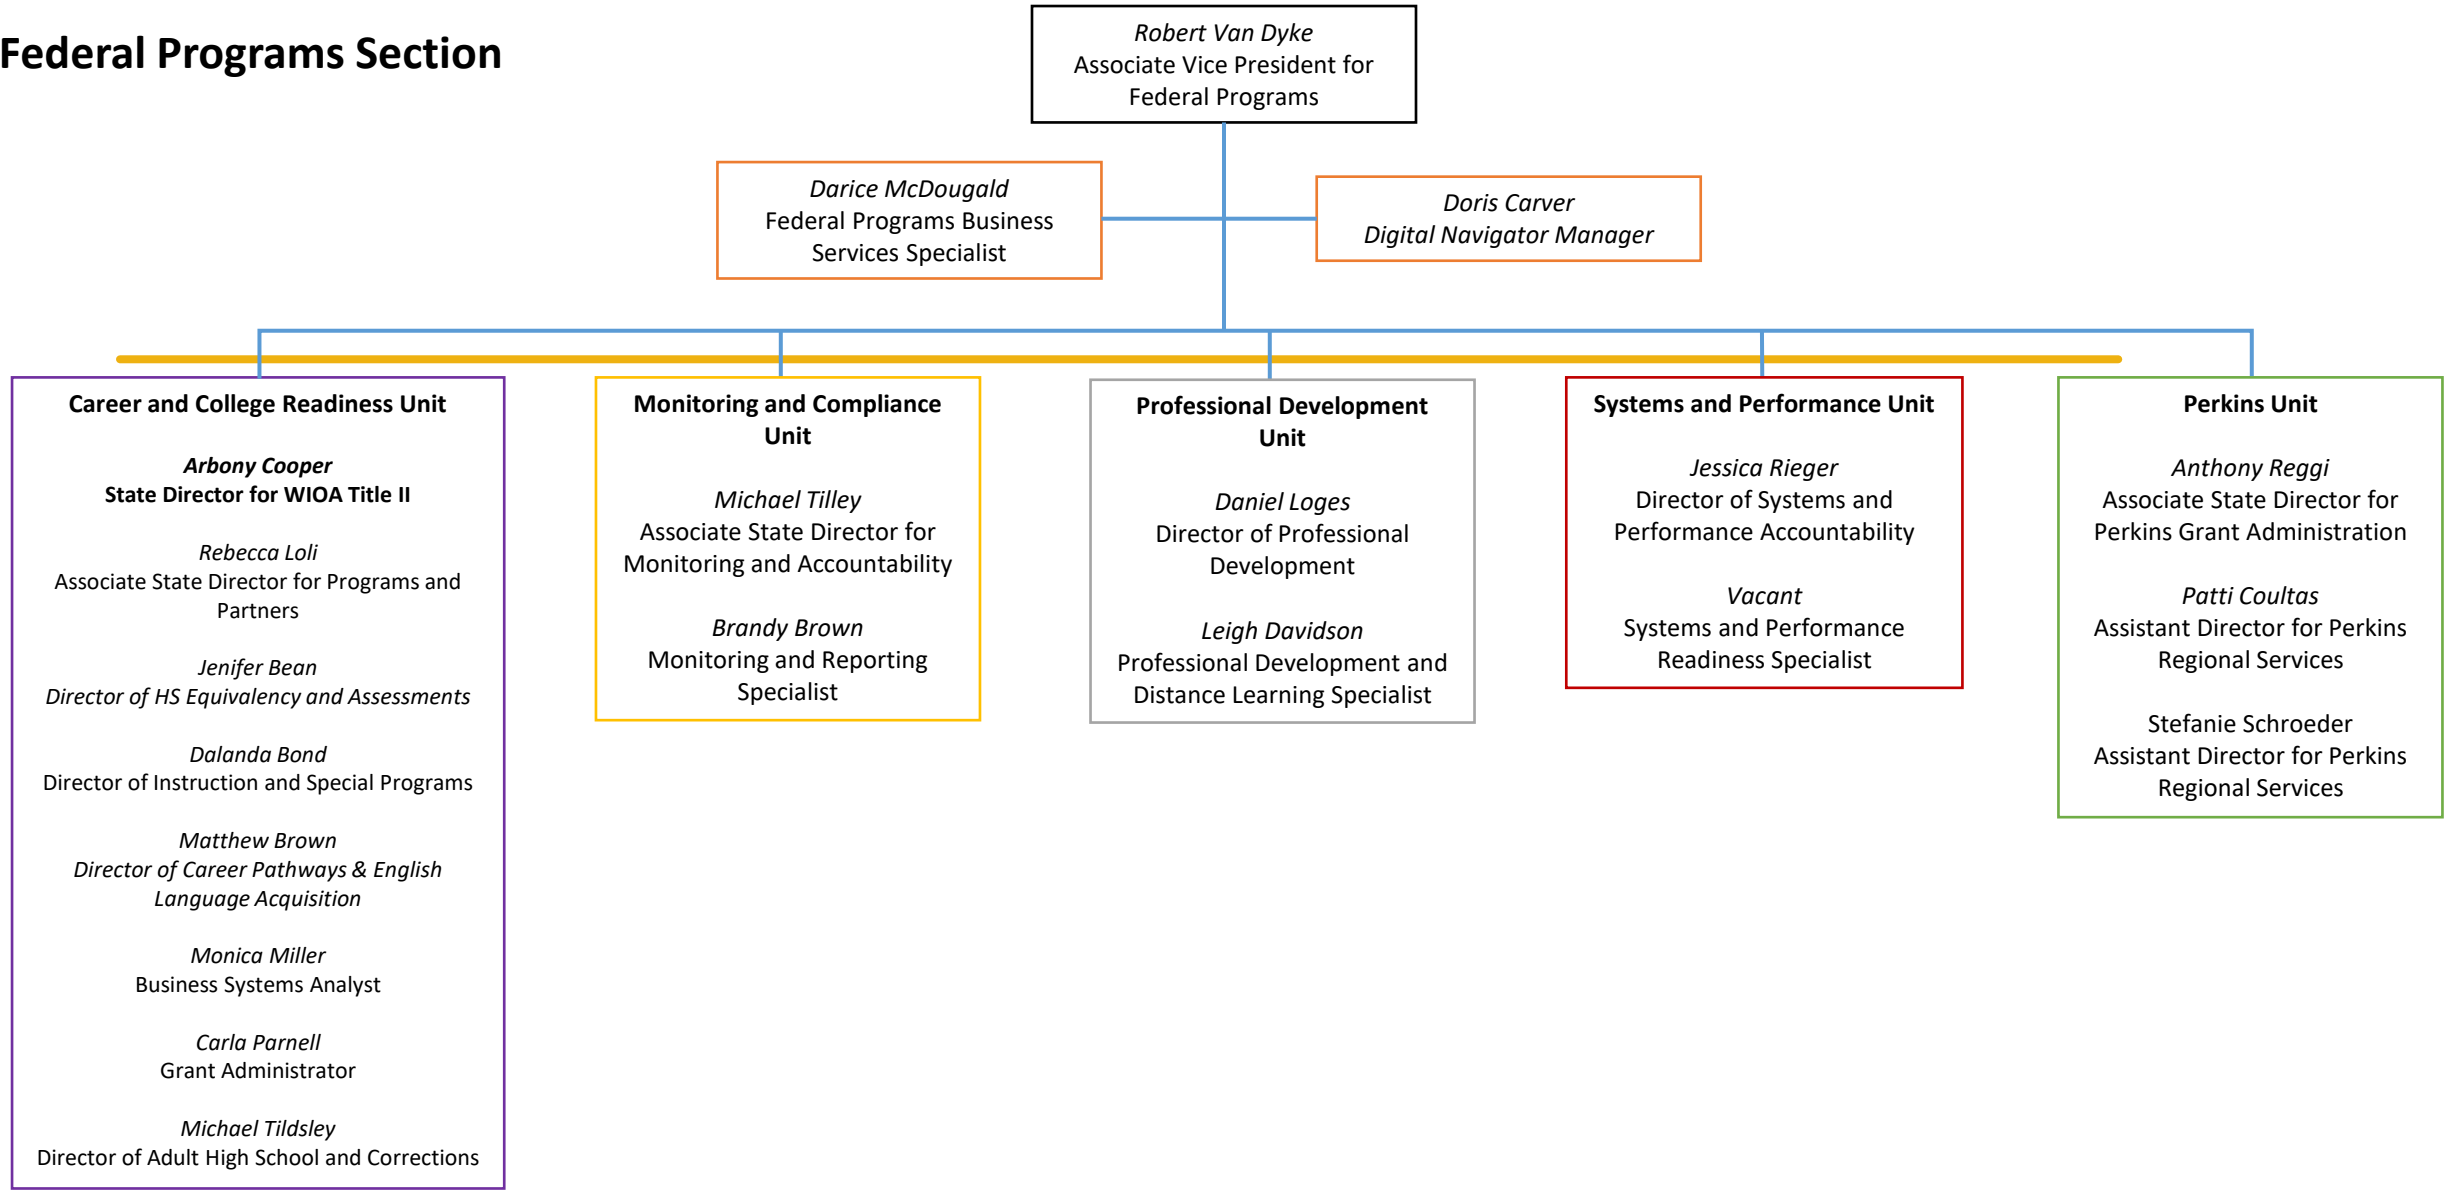 Federal Programs Section
Robert Van Dyke
Associate Vice President for
Federal Programs
Darice McDougald
Federal Programs Business
Services Specialist
Doris Carver
Digital Navigator Manager
Career and College Readiness Unit
Arbony Cooper
State Director for WIOA Title II
Rebecca Loli
Associate State Director for Programs and
Partners
Jenifer Bean
Director of HS Equivalency and Assessments
Dalanda Bond
Director of Instruction and Special Programs
Matthew Brown
Director of Career Pathways & English
Language Acquisition
Monica Miller
Business Systems Analyst
Carla Parnell
Grant Administrator
Michael Tildsley
Director of Adult High School and Corrections
Monitoring and Compliance
Unit
Michael Tilley
Associate State Director for
Monitoring and Accountability
Brandy Brown
Monitoring and Reporting
Specialist
Professional Development
Unit
Daniel Loges
Director of Professional
Development
Leigh Davidson
Professional Development and
Distance Learning Specialist
Systems and Performance Unit
Jessica Rieger
Director of Systems and
Performance Accountability
Vacant
Systems and Performance
Readiness Specialist
Perkins Unit
Anthony Reggi
Associate State Director for
Perkins Grant Administration
Patti Coultas
Assistant Director for Perkins
Regional Services
Stefanie Schroeder
Assistant Director for Perkins
Regional Services